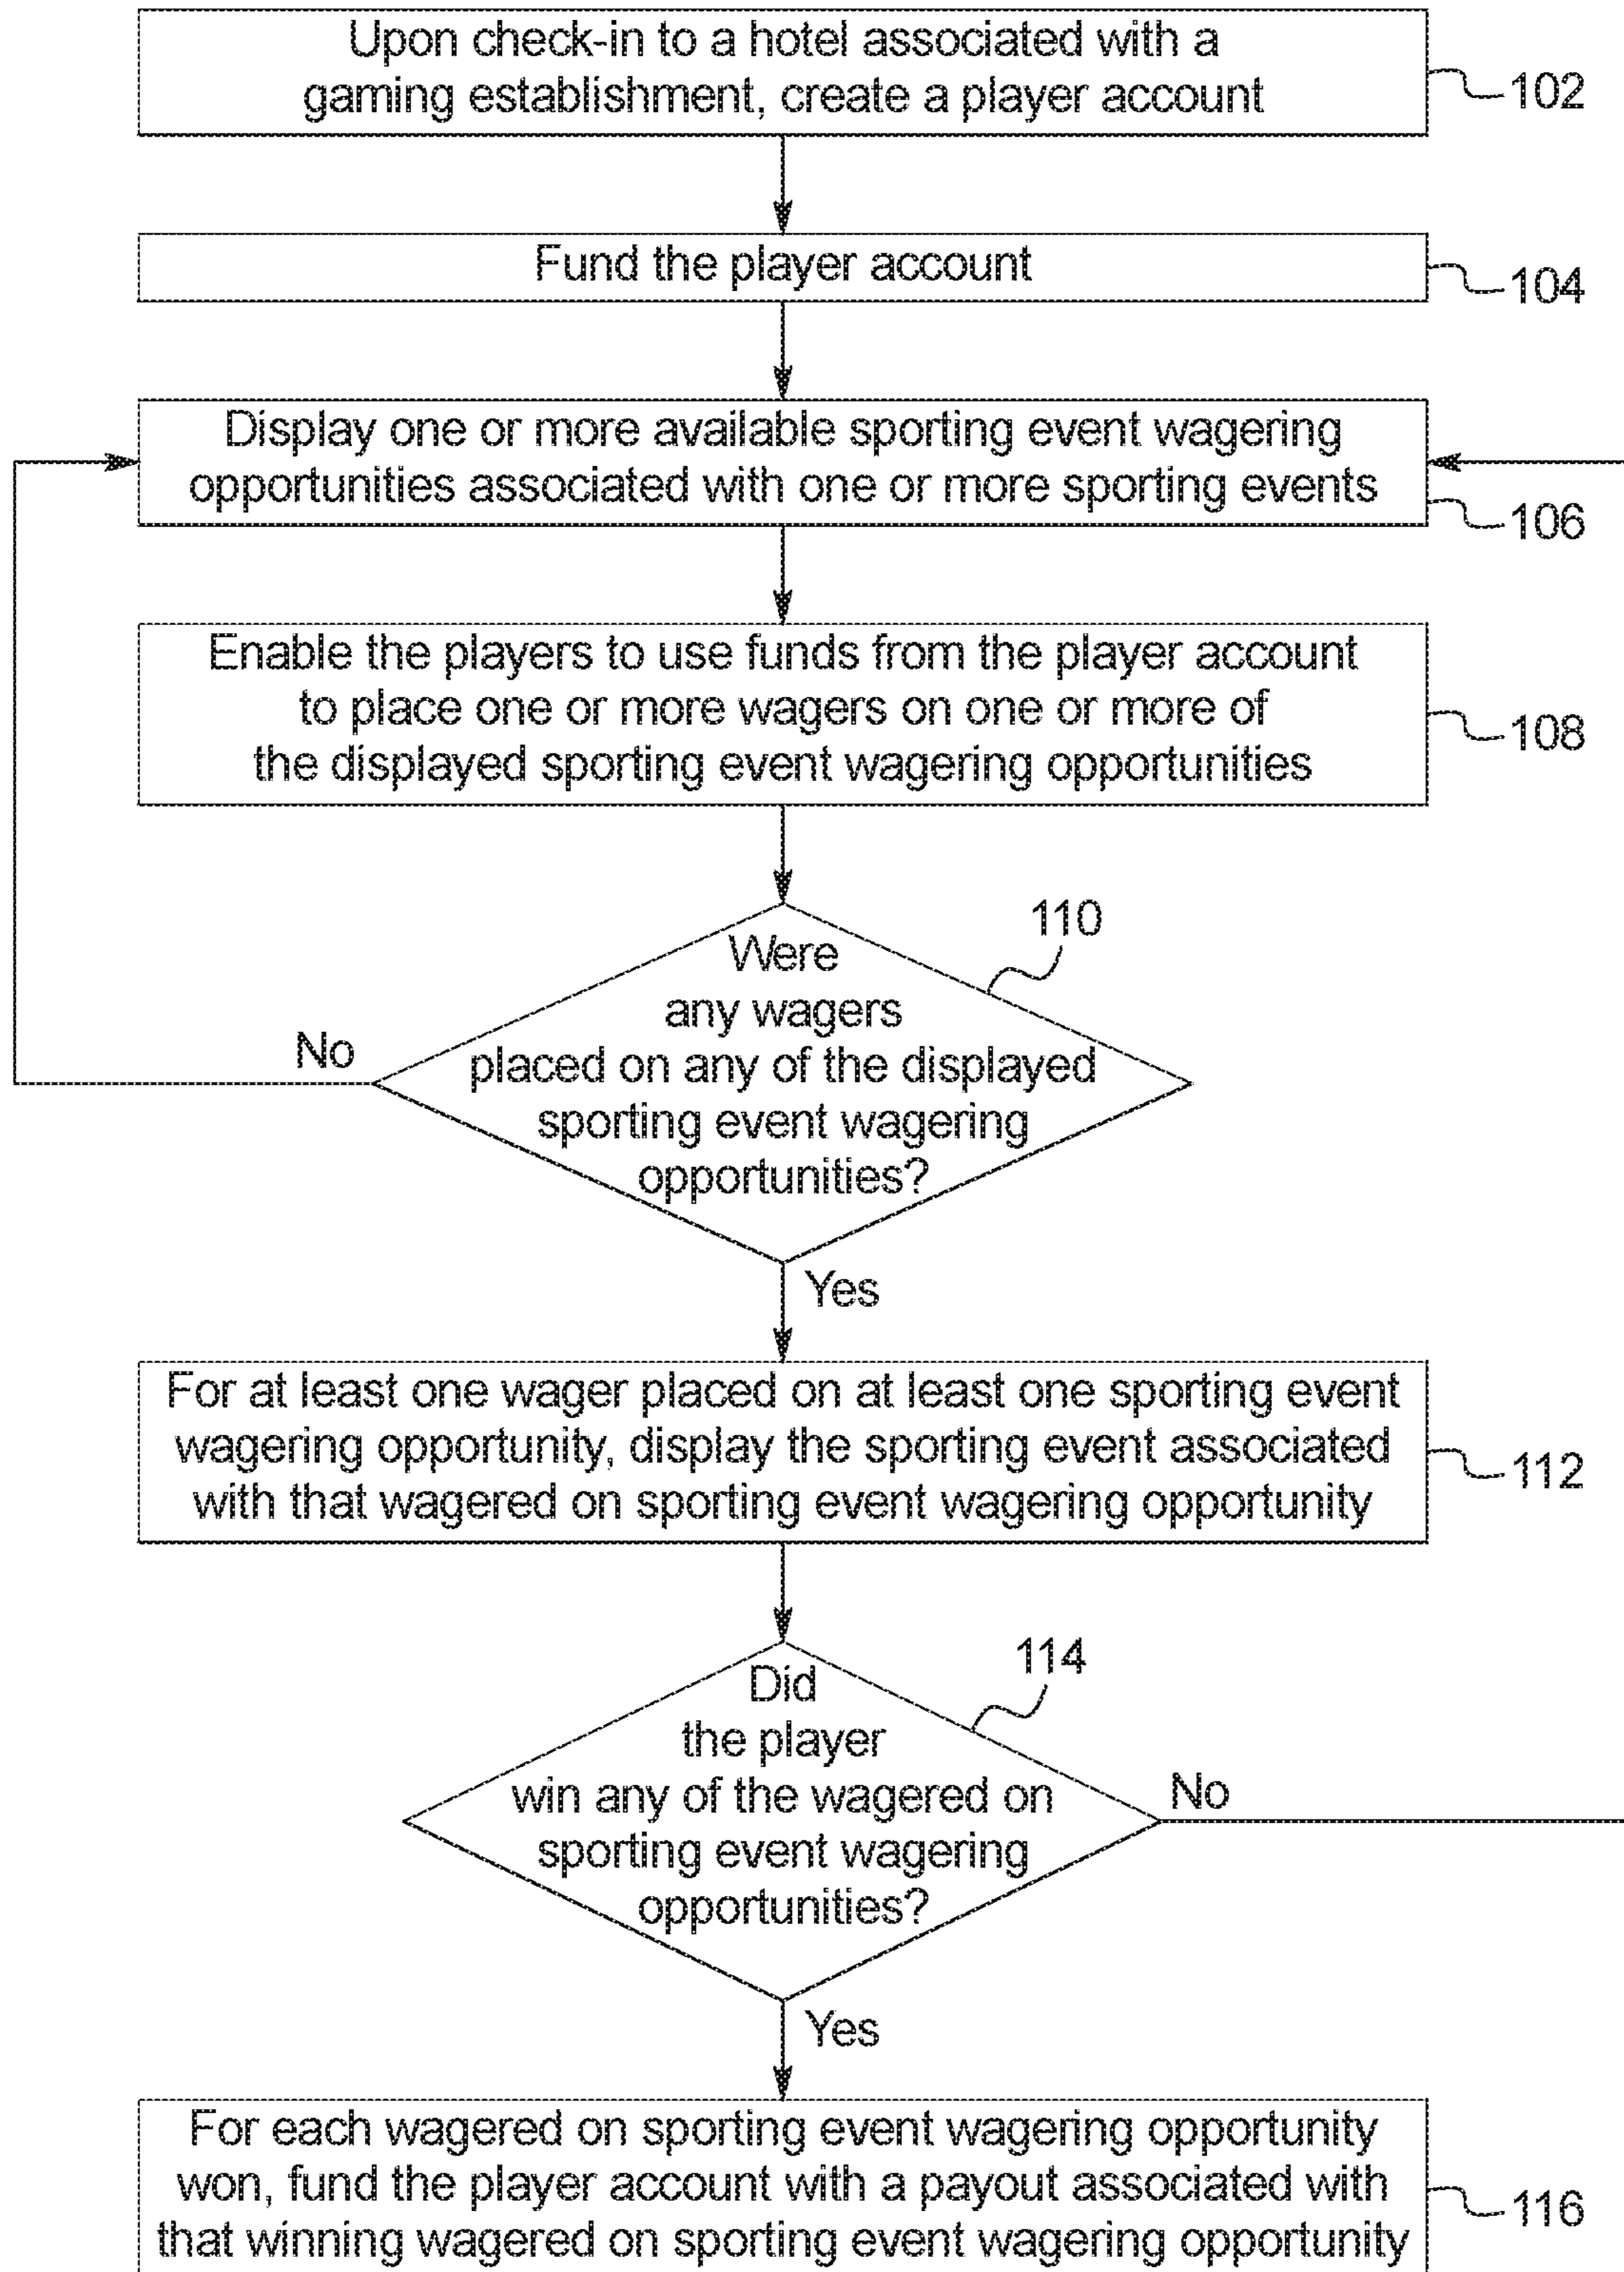 Upon check-in to a hotel associated with a
gaming establishment, create a player account
102
Fund the player account
104
Display one or more available sporting event wagering
opportunities associated with one or more sporting events
106
Enable the players to use funds from the player account
to place one or more wagers on one or more of
the displayed sporting event wagering opportunities
108
110
Were
any wagers
placed on any of the displayed
sporting event wagering
opportunities?
No
Yes
For at least one wager placed on at least one sporting event
wagering opportunity, display the sporting event associated
with that wagered on sporting event wagering opportunity
112
114
Did
the player
win any of the wagered on
sporting event wagering
opportunities?
No
Yes
For each wagered on sporting event wagering opportunity
won, fund the player account with a payout associated with
that winning wagered on sporting event wagering opportunity
116